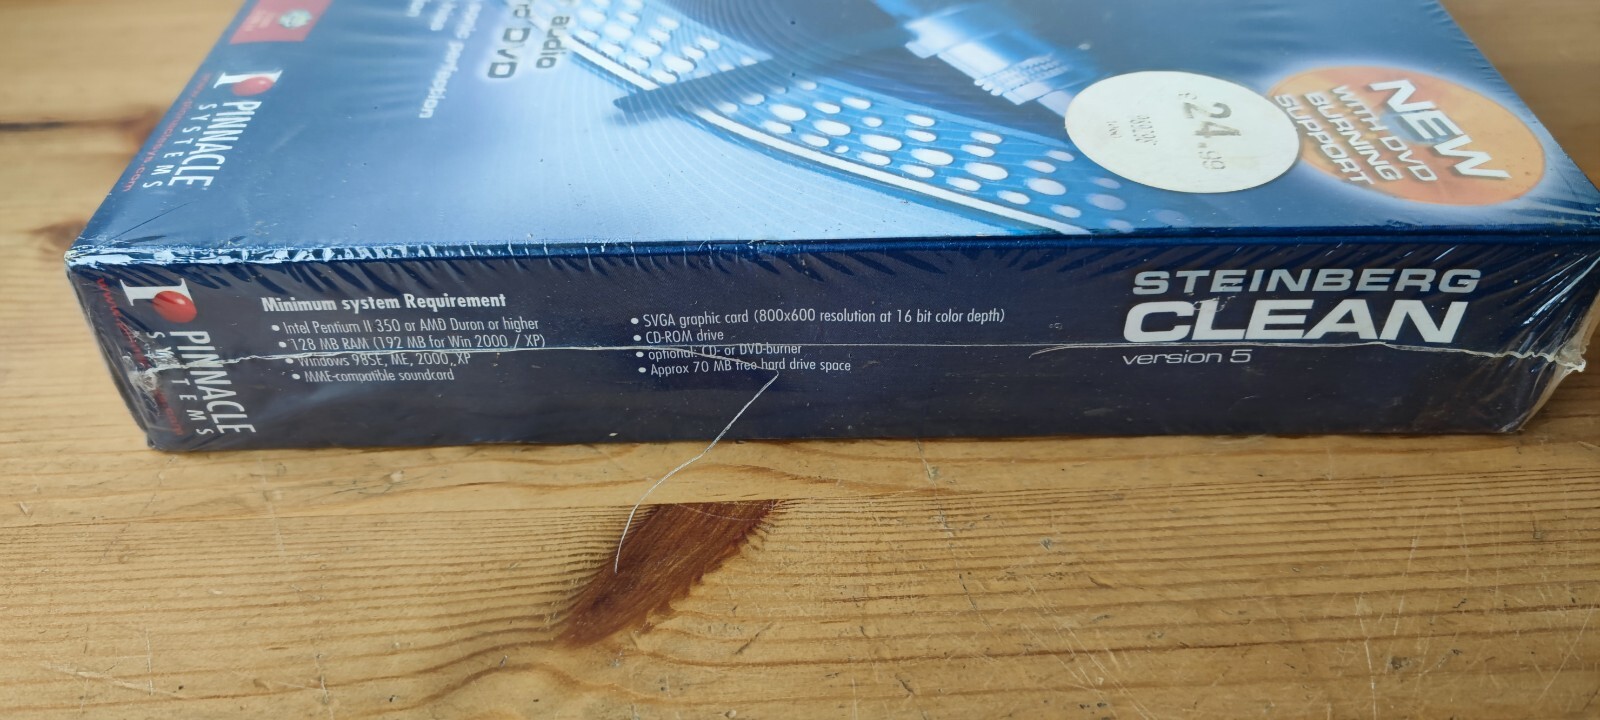 audio
DVD
perfection
PINNACLE
SYSTEMS
$24.99
NEW
WITH DVD
BURNING
SUPPORT
PINNACLE
SYSTEMS
Minimum system Requirement
• Intel Pentium II 350 or AMD Duron or higher
• 128 MB RAM (192 MB for Win 2000 / XP)
• Windows 98SE, ME, 2000, XP
• MME-compatible soundcard
• SVGA graphic card (800x600 resolution at 16 bit color depth)
• CD-ROM drive
• optional: CD- or DVD-burner
• Approx 70 MB free hard drive space
STEINBERG
CLEAN
version 5